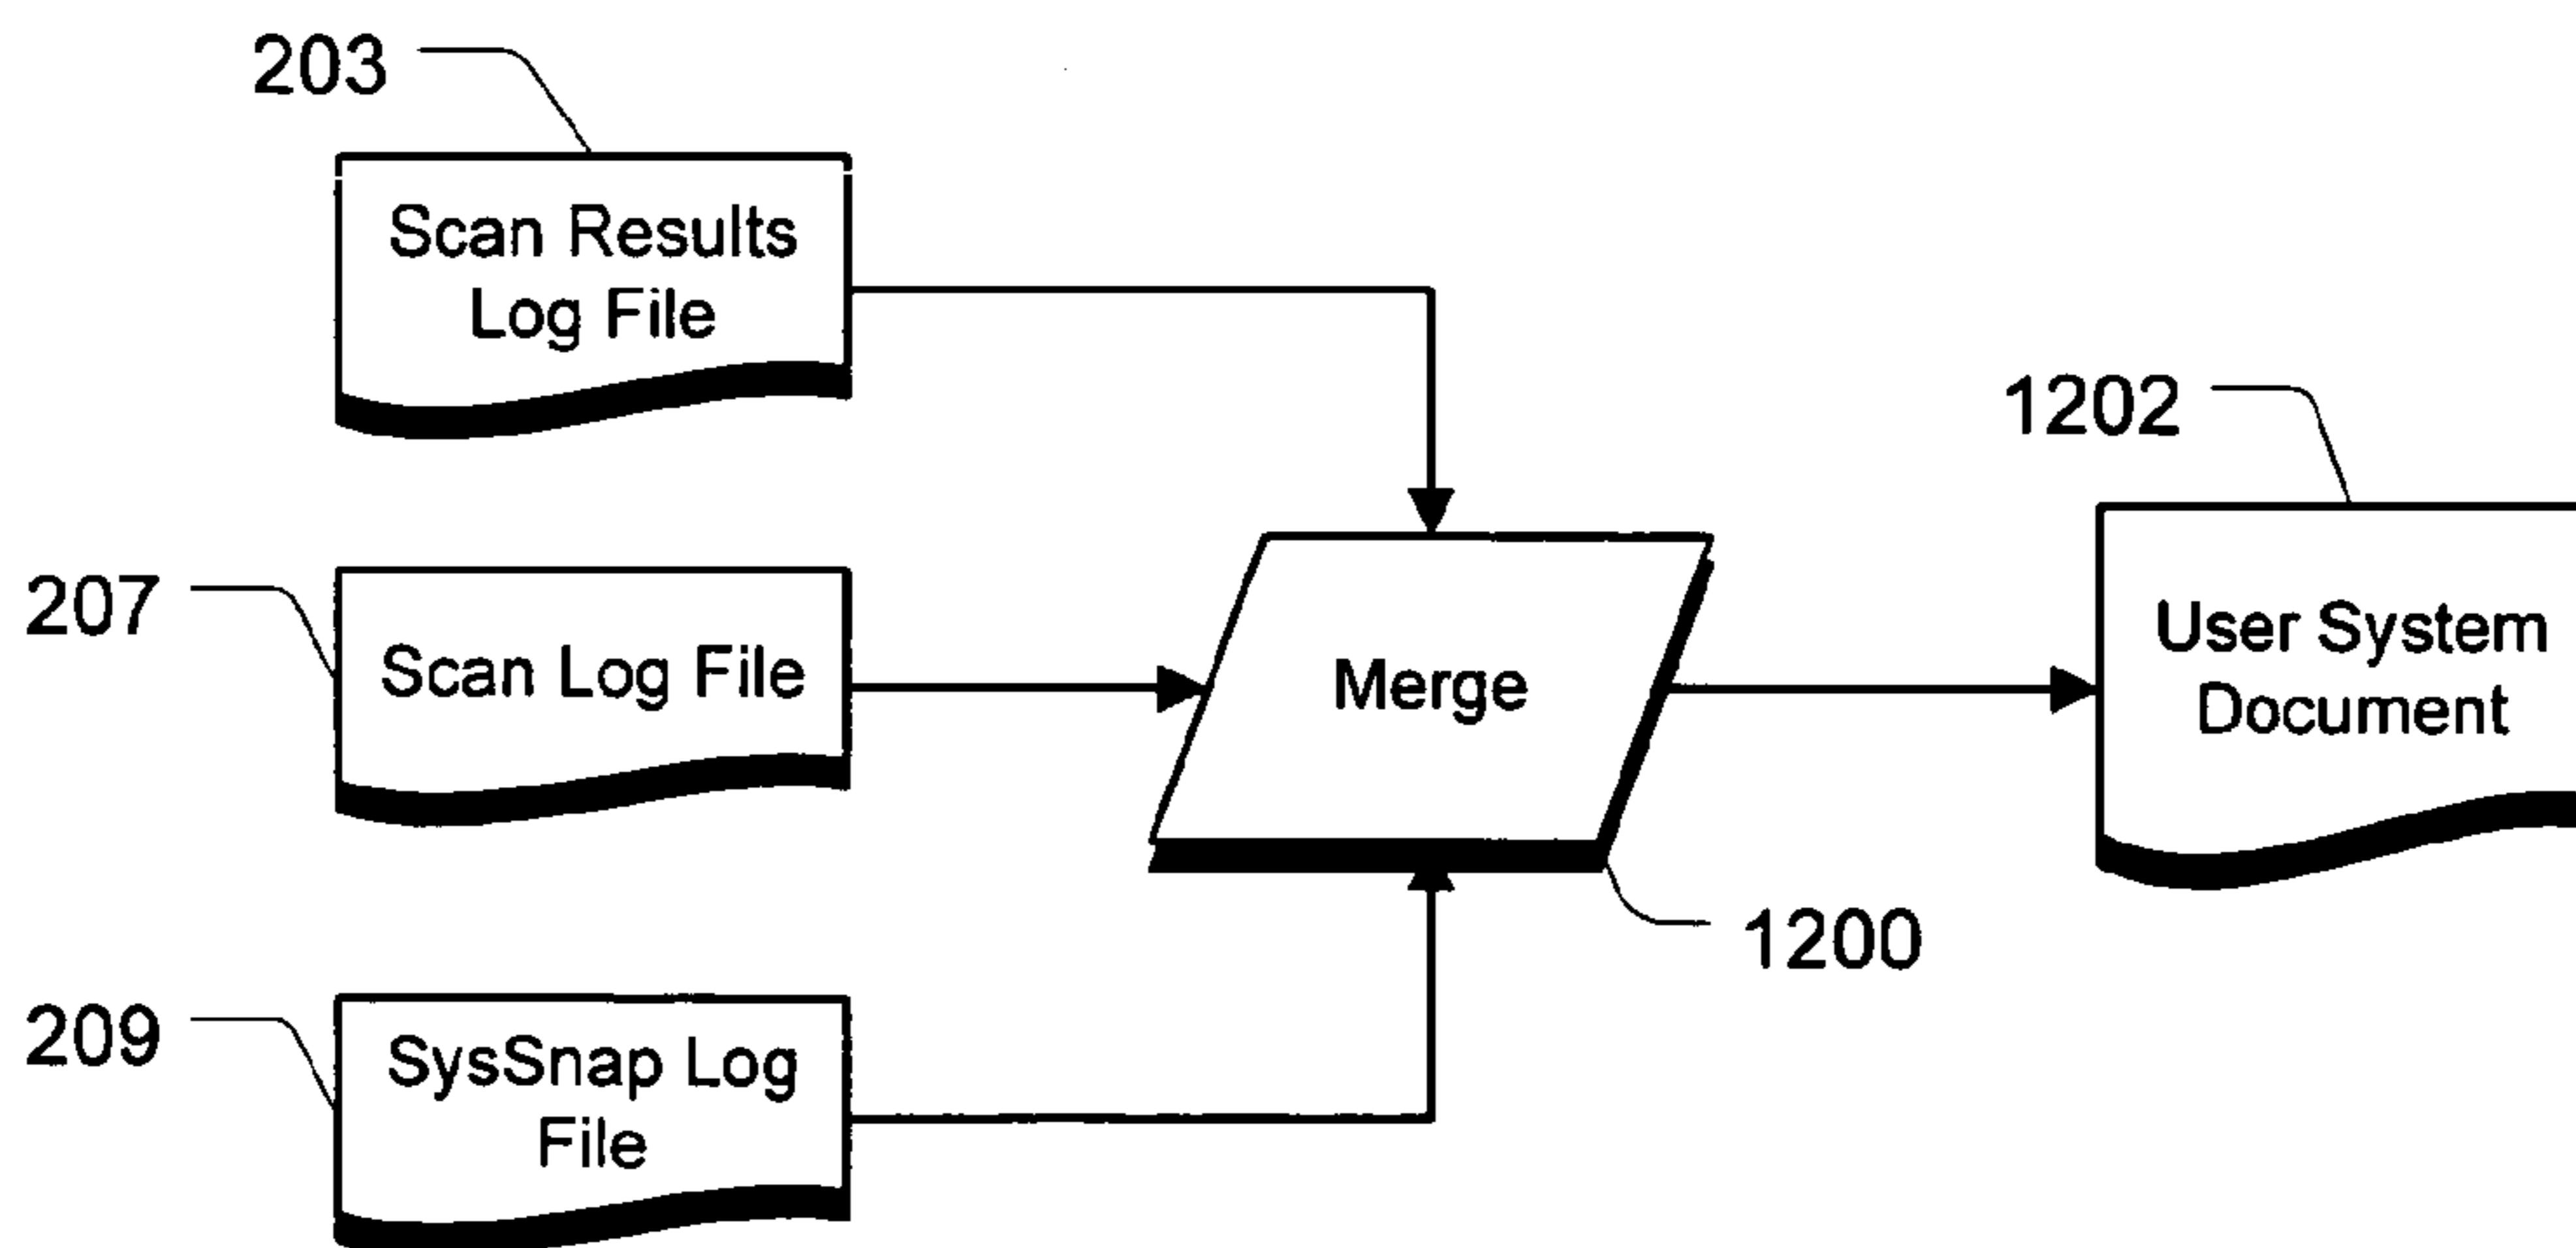 203
Scan Results
Log File
1202
207
Scan Log File
Merge
User System
Document
1200
209
SysSnap Log
File